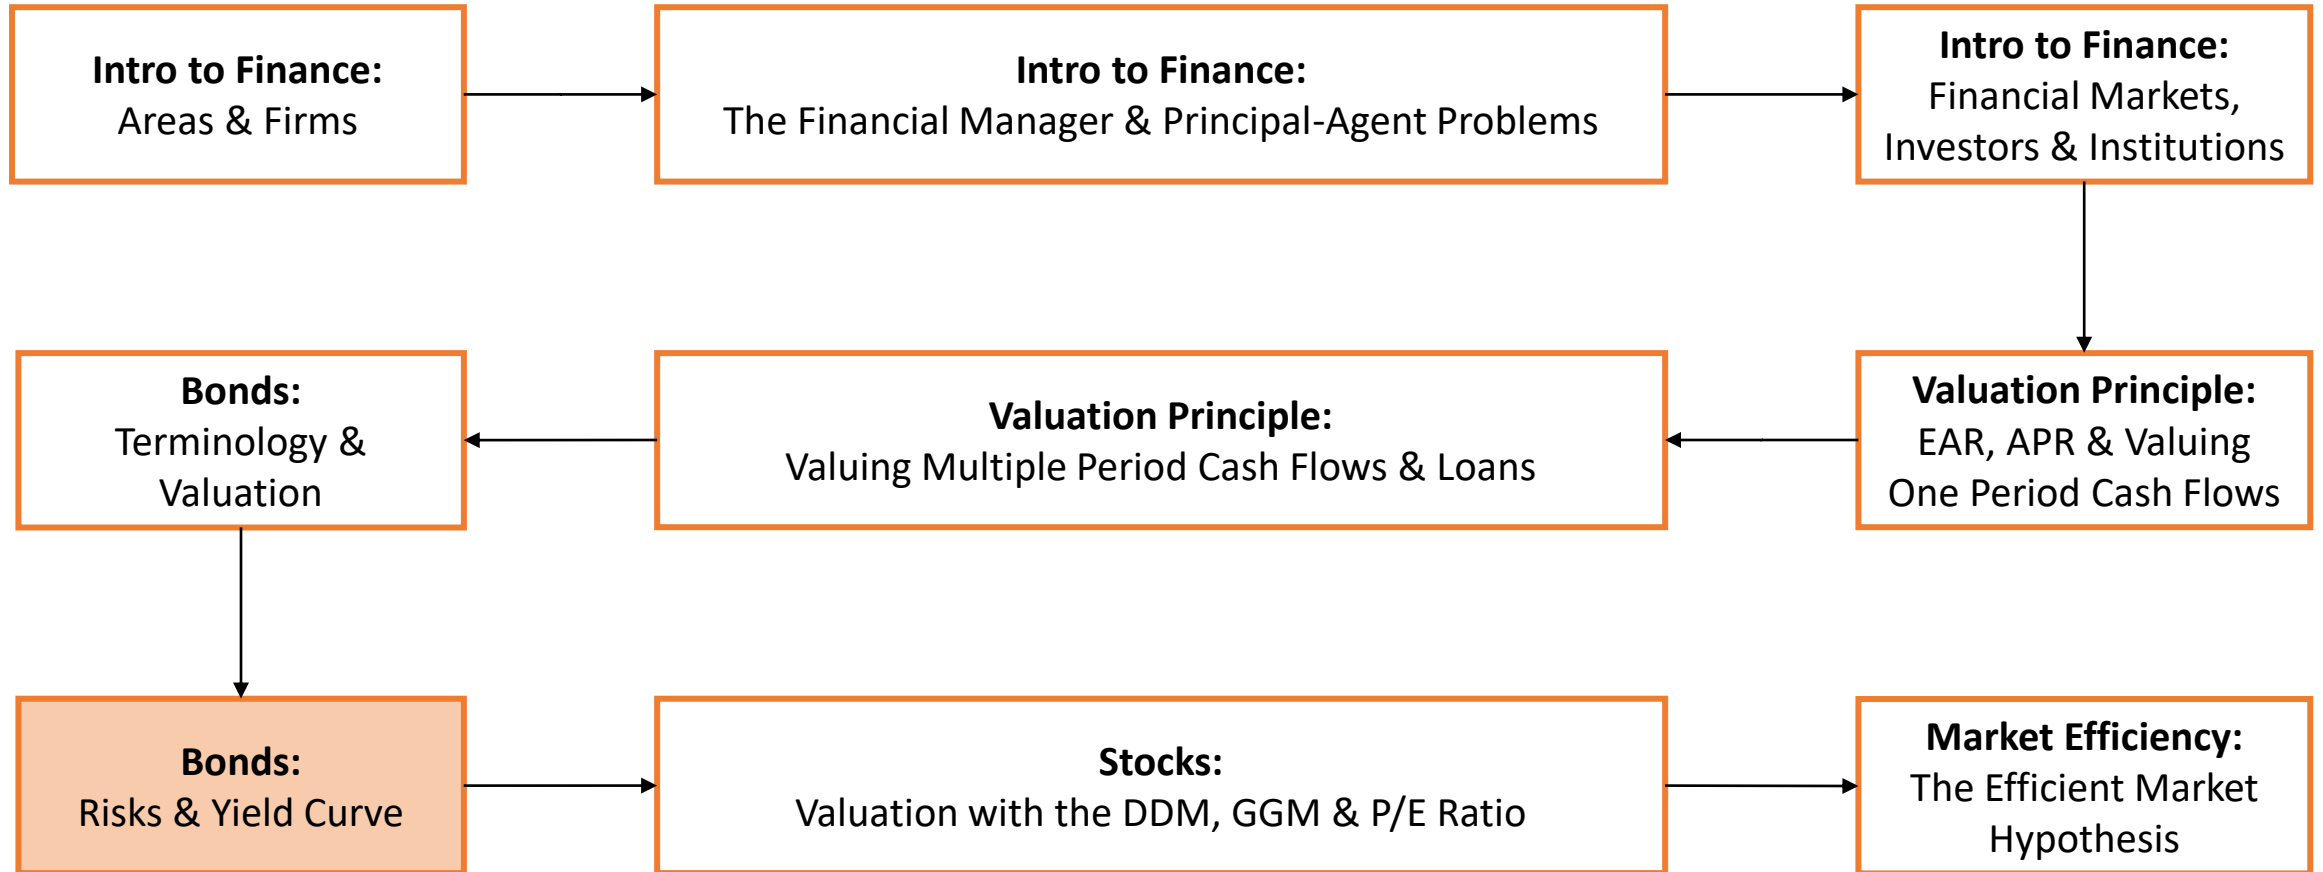 Intro to Finance:
Areas & Firms
Intro to Finance:
The Financial Manager & Principal-Agent Problems
Intro to Finance:
Financial Markets,
Investors & Institutions
Valuation Principle:
EAR, APR & Valuing
One Period Cash Flows
Valuation Principle:
Valuing Multiple Period Cash Flows & Loans
Bonds:
Terminology &
Valuation
Bonds:
Risks & Yield Curve
Stocks:
Valuation with the DDM, GGM & P/E Ratio
Market Efficiency:
The Efficient Market
Hypothesis